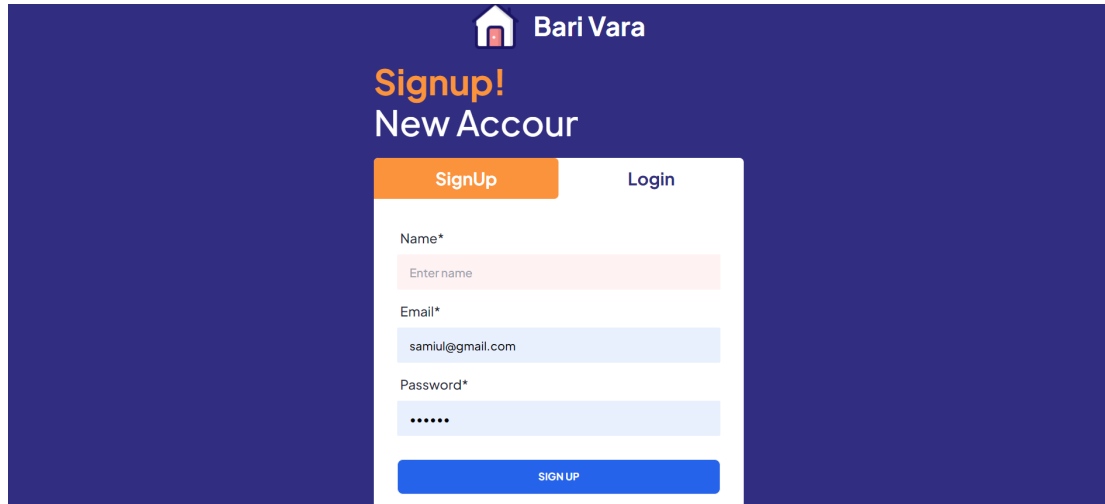 Bari Vara
Signup!
New Accour
SignUp Login
Name*
Enter name
Email*
samiul@gmail.com
Password*
••••••
SIGN UP